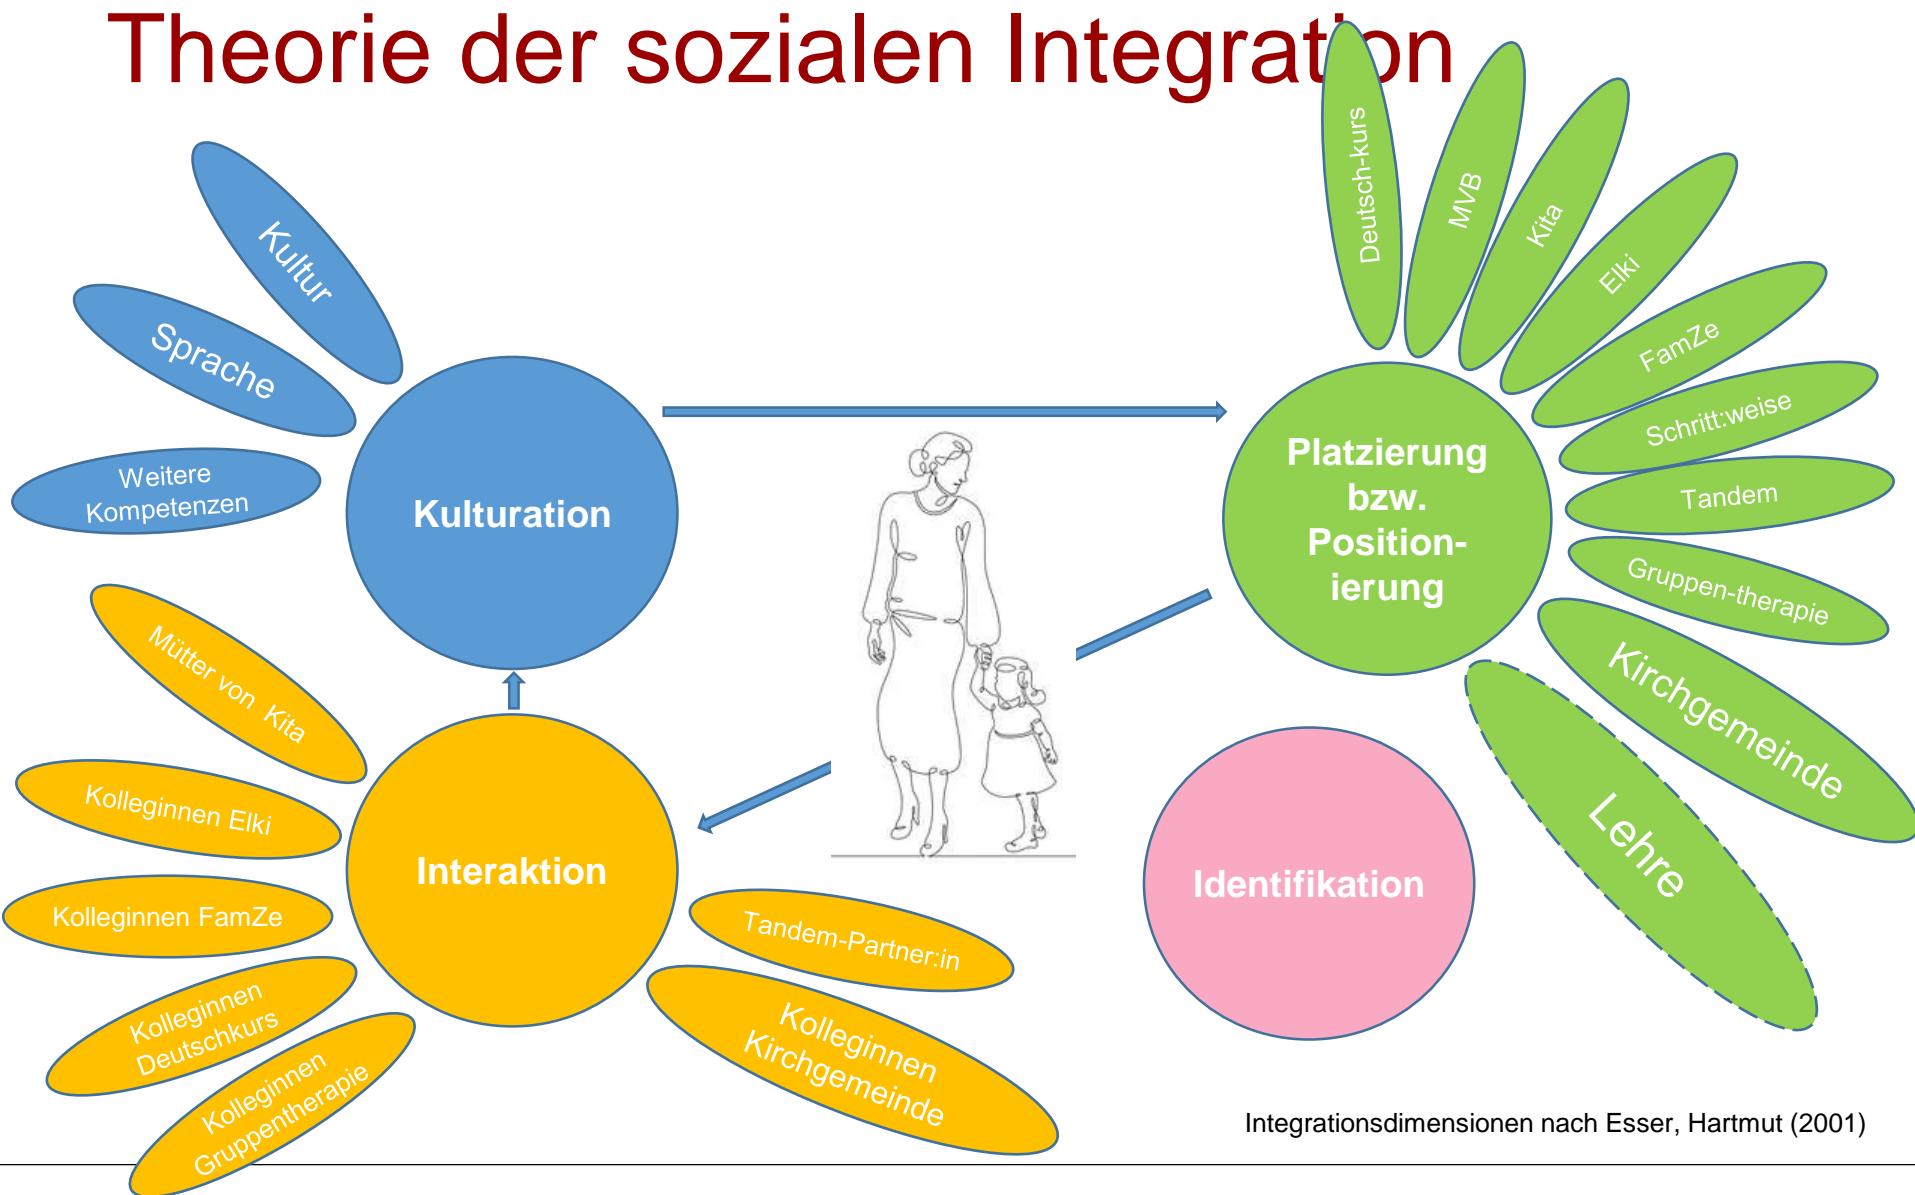 Theorie der sozialen Integration
Kultur
Sprache
Weitere
Kompetenzen
Kulturation
Deutsch-kurs
MVB
Kita
Elki
FamZe
Schritt:weise
Tandem
Gruppen-therapie
Kirchgemeinde
Lehre
Platzierung
bzw.
Position-
ierung
Mütter von Kita
Kolleginnen Elki
Kolleginnen FamZe
Kolleginnen
Deutschkurs
Kolleginnen
Gruppentherapie
Interaktion
Tandem-Partner:in
Kolleginnen
Kirchgemeinde
Identifikation
Integrationsdimensionen nach Esser, Hartmut (2001)